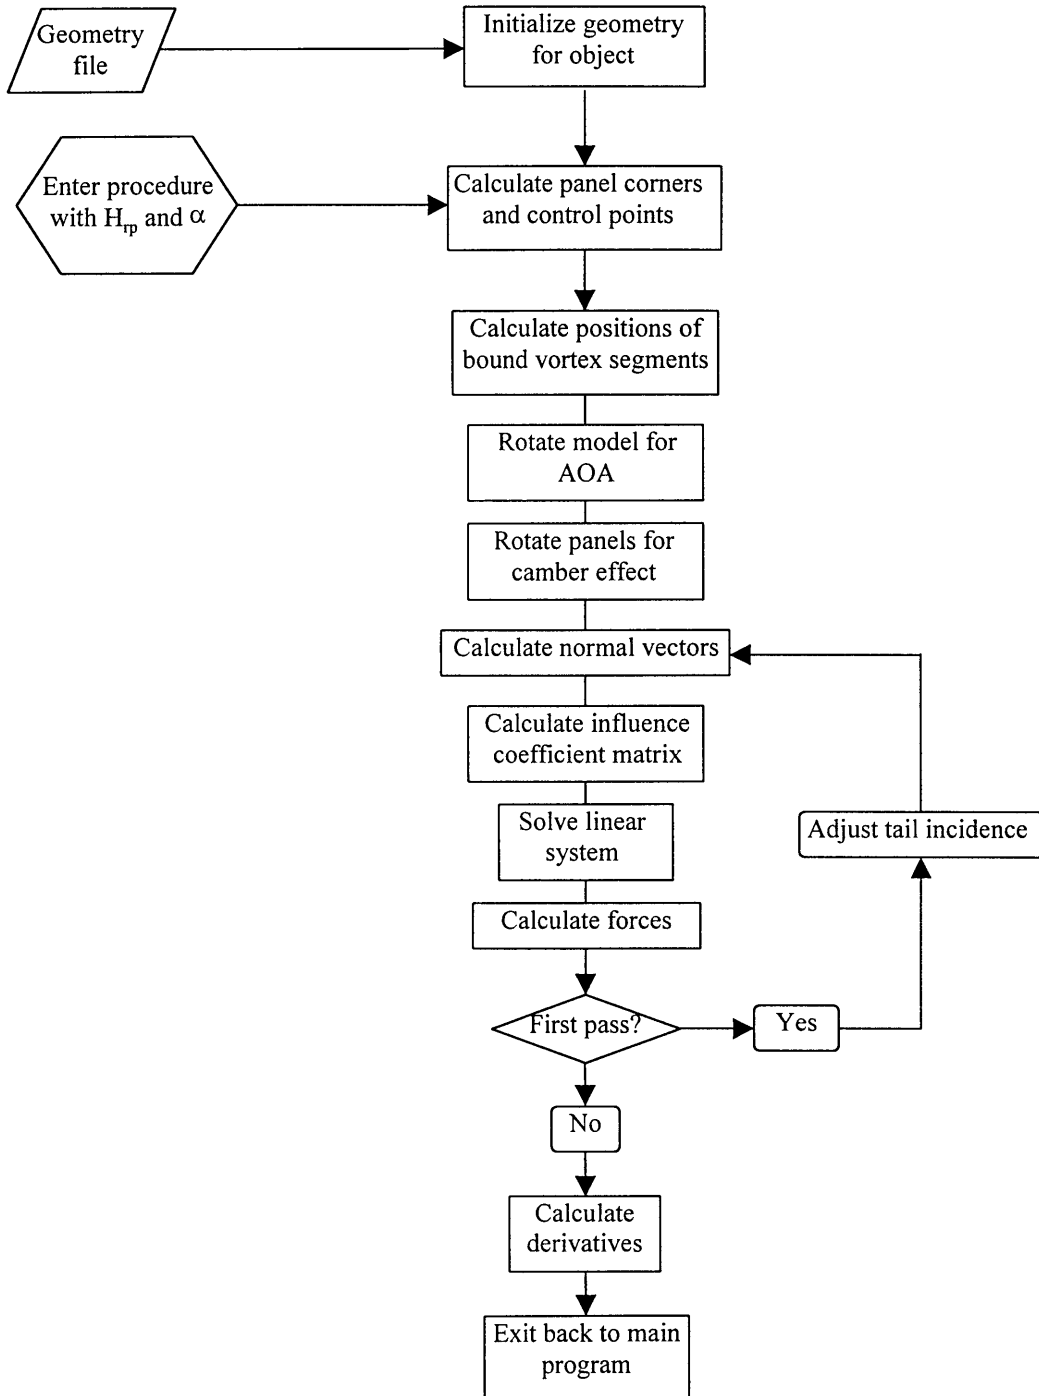 Geometry
file
Initialize geometry
for object
Enter procedure
with Hrp and α
Calculate panel corners
and control points
Calculate positions of
bound vortex segments
Rotate model for
AOA
Rotate panels for
camber effect
Calculate normal vectors
Calculate influence
coefficient matrix
Solve linear
system
Adjust tail incidence
Calculate forces
First pass?
Yes
No
Calculate
derivatives
Exit back to main
program